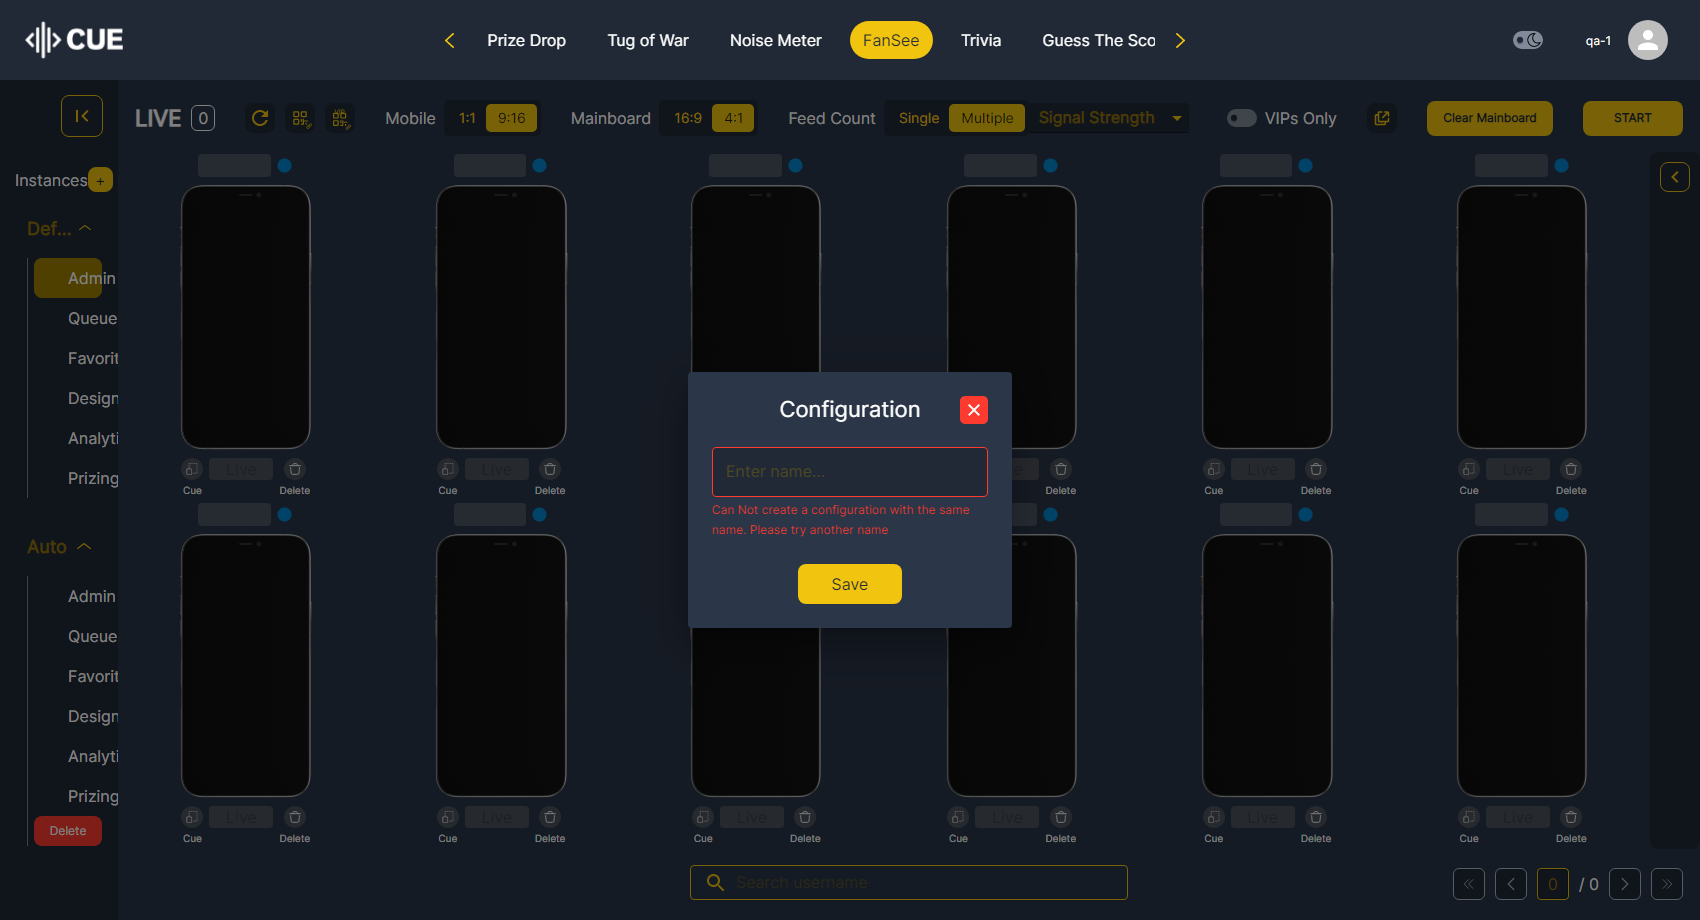 CUE
Prize Drop
Tug of War
Noise Meter
FanSee
Trivia
Guess The Sco
qa-1
LIVE 0
Mobile 1:1 9:16
Mainboard 16:9 4:1
Feed Count Single Multiple Signal Strength
VIPs Only
Clear Mainboard
START
Instances +
Def...
Admin
Queue
Favorit
Design
Analyti
Prizing
Auto
Admin
Queue
Favorit
Design
Analyti
Prizing
Delete
Live
Cue Delete
Live
Cue Delete
Live
Cue Delete
Live
Cue Delete
Configuration
Enter name...
Can Not create a configuration with the same
name. Please try another name
Save
e
Delete
Live
Cue Delete
Live
Cue Delete
Live
Cue Delete
Live
Cue Delete
Live
Cue Delete
Live
Cue Delete
Search username
0 / 0